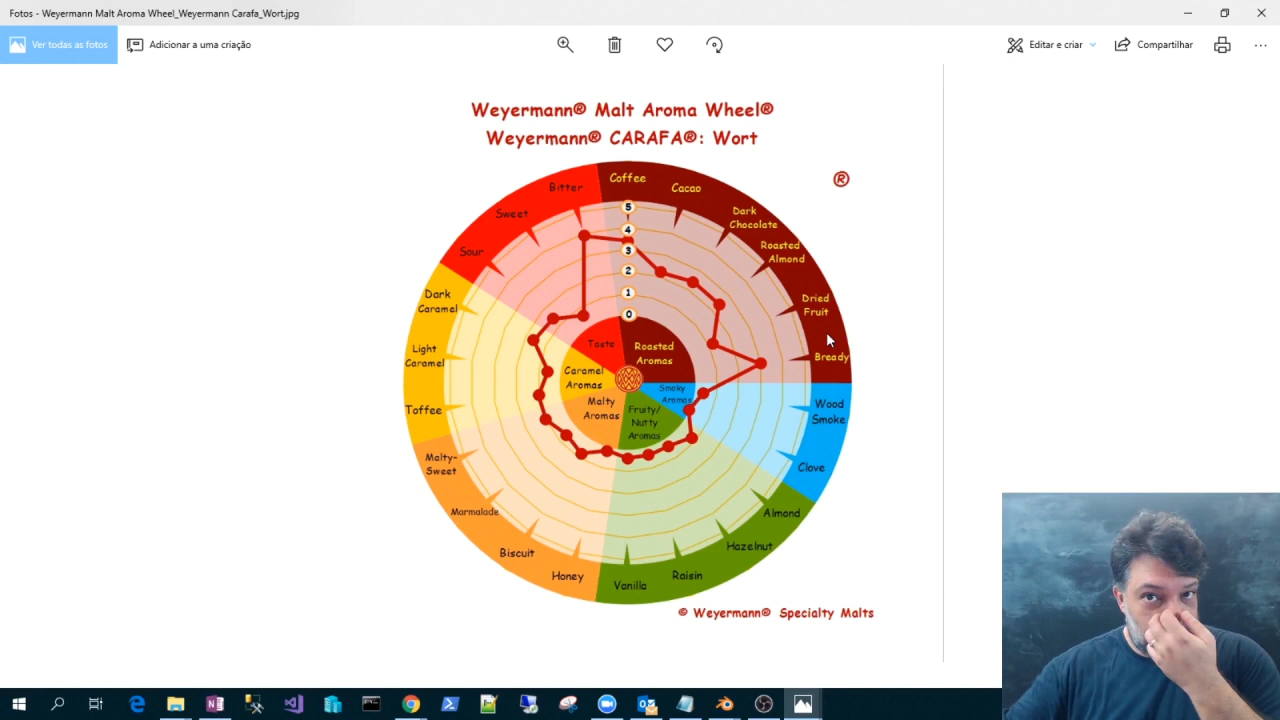 Fotos - Weyermann Malt Aroma Wheel_Weyermann Carafa_Wort.jpg
Ver todas as fotos
Adicionar a uma criação
Editar e criar
Compartilhar
Weyermann® Malt Aroma Wheel®
Weyermann® CARAFA®: Wort
®
Coffee
Cacao
Dark
Chocolate
Roasted
Almond
Dried
Fruit
Bready
Wood
Smoke
Clove
Almond
Hazelnut
Raisin
Vanilla
Honey
Biscuit
Marmalade
Malty-
Sweet
Toffee
Light
Caramel
Dark
Caramel
Sour
Sweet
Bitter
5
4
3
2
1
0
Taste
Roasted
Aromas
Caramel
Aromas
Smoky
Aromas
Malty
Aromas
Fruity/
Nutty
Aromas
© Weyermann® Specialty Malts